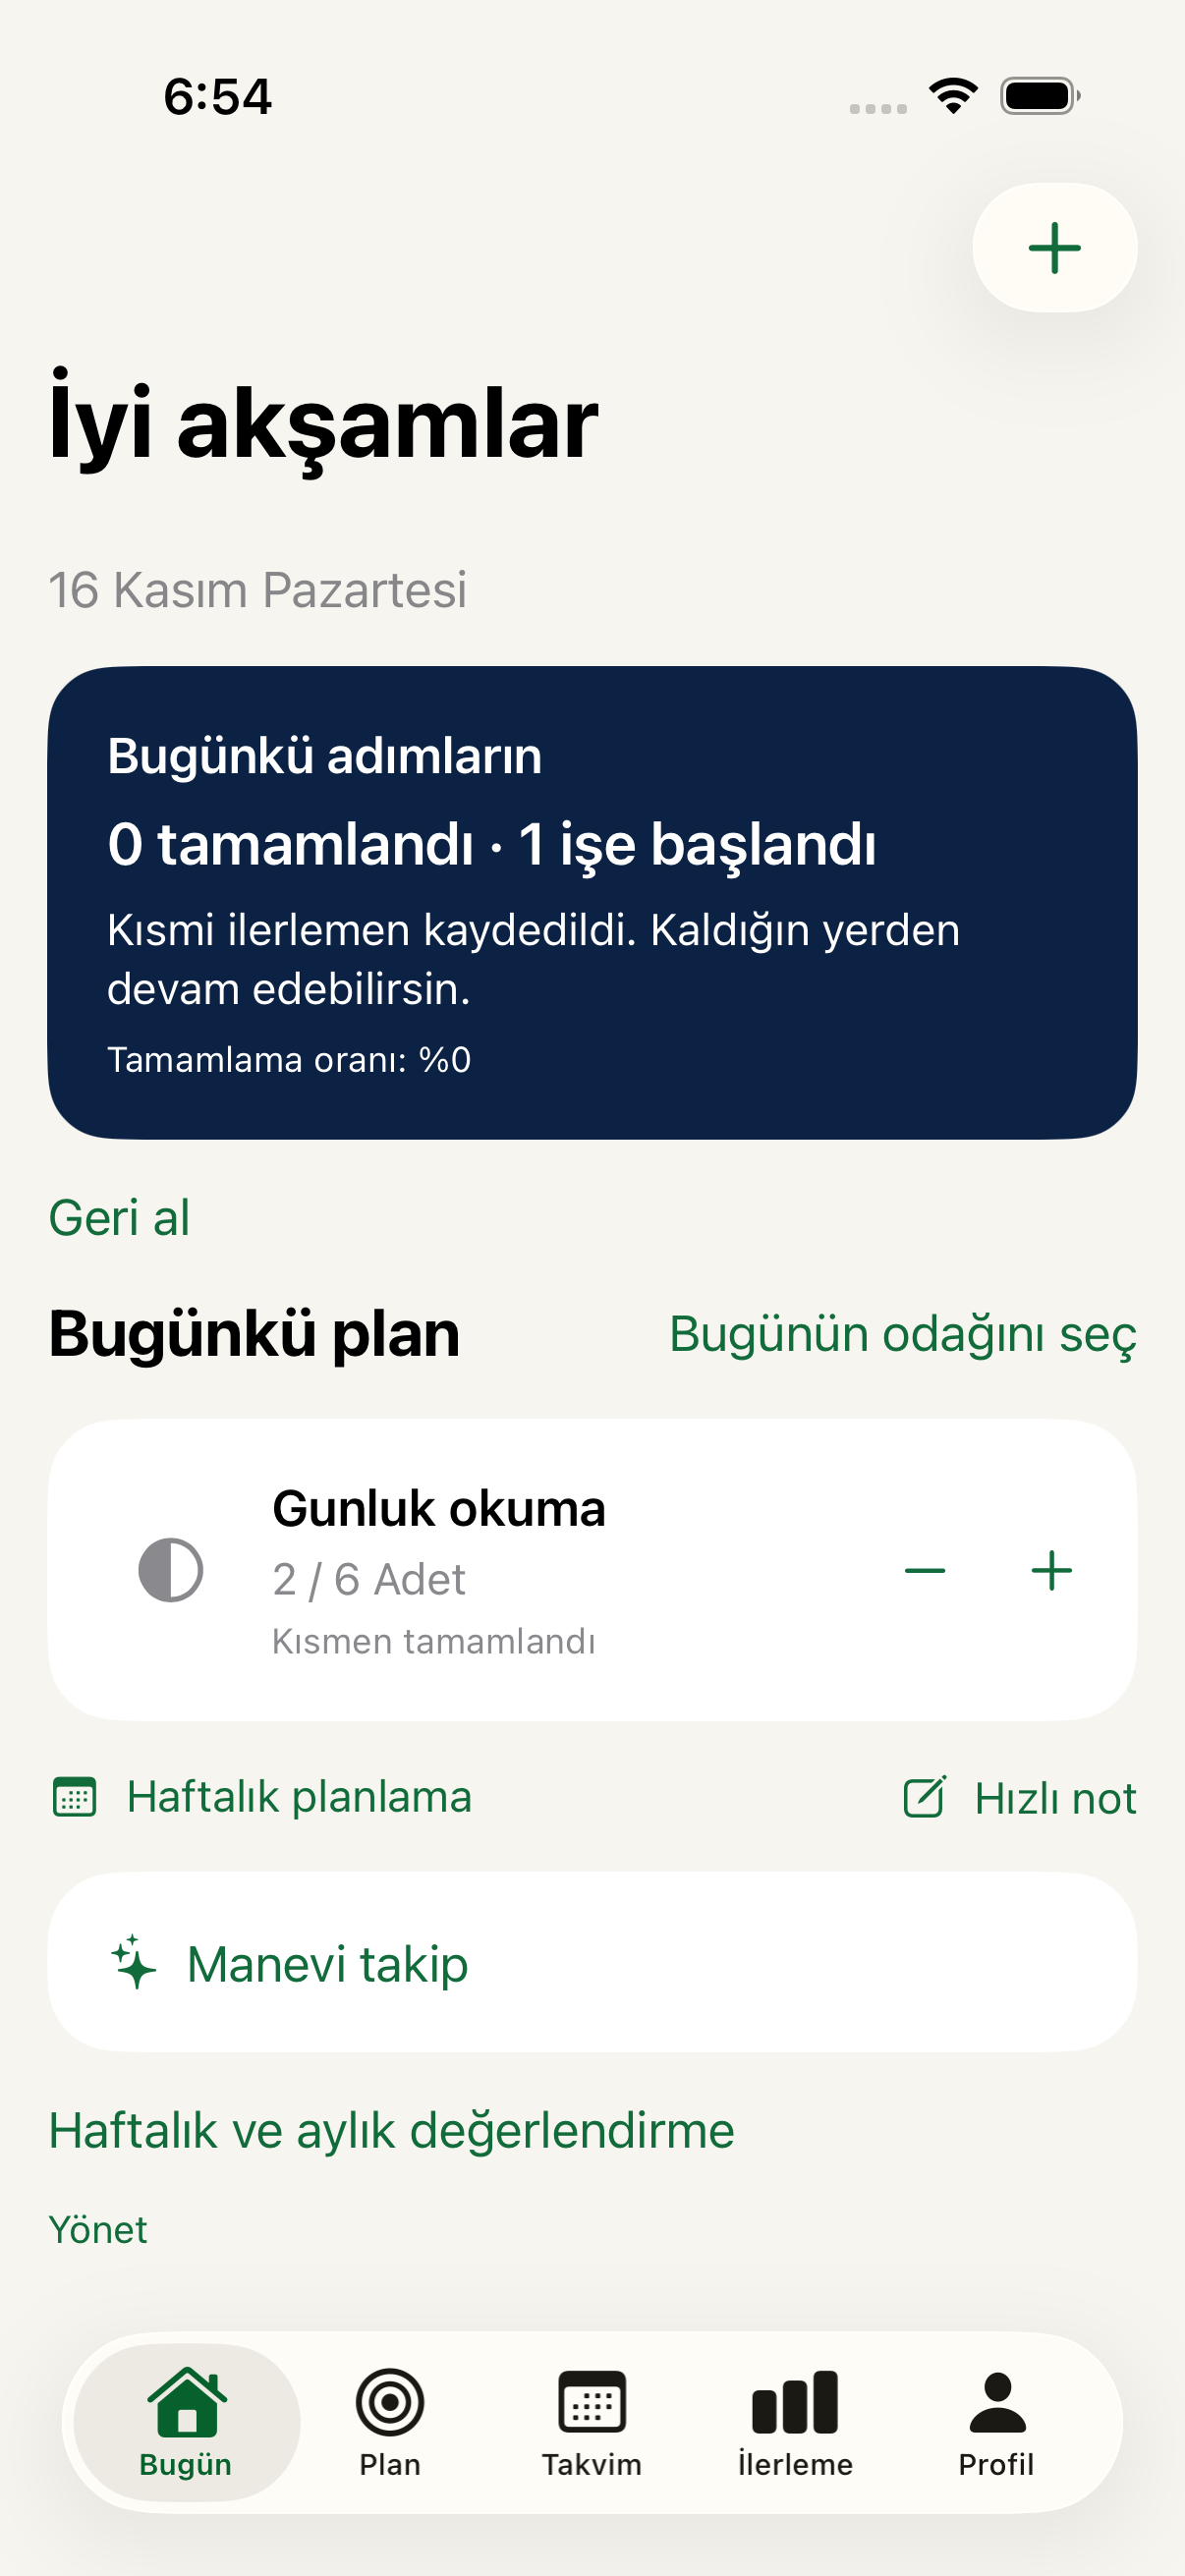 6:54
İyi akşamlar
16 Kasım Pazartesi
Bugünkü adımların
0 tamamlandı · 1 işe başlandı
Kısmi ilerlemen kaydedildi. Kaldığın yerden
devam edebilirsin.
Tamamlama oranı: %0
Geri al
Bugünkü plan
Bugünün odağını seç
Gunluk okuma
2 / 6 Adet
Kısmen tamamlandı
Haftalık planlama
Hızlı not
Manevi takip
Haftalık ve aylık değerlendirme
Yönet
Bugün
Plan
Takvim
İlerleme
Profil